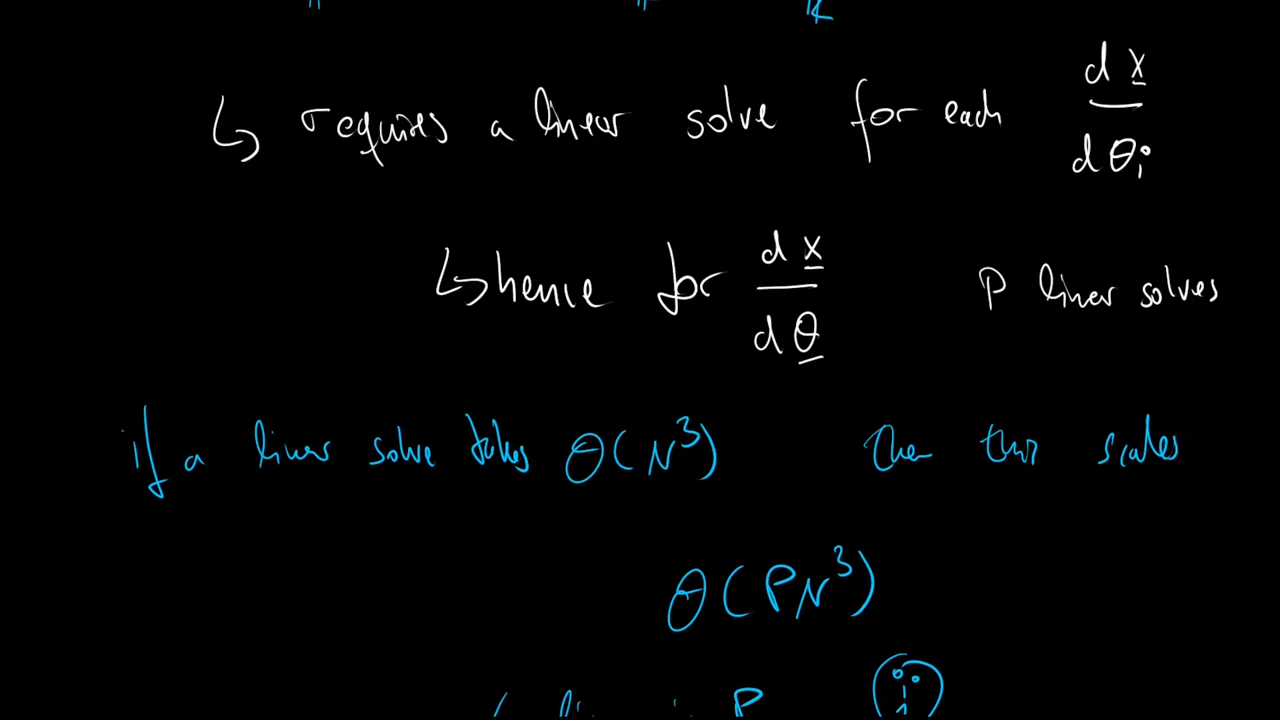 ↳ requires a linear solve for each dx/dθi
↳ hence for dx/dθ P linear solves
if a linear solve takes O(N³) then this scales
O(PN³)
P